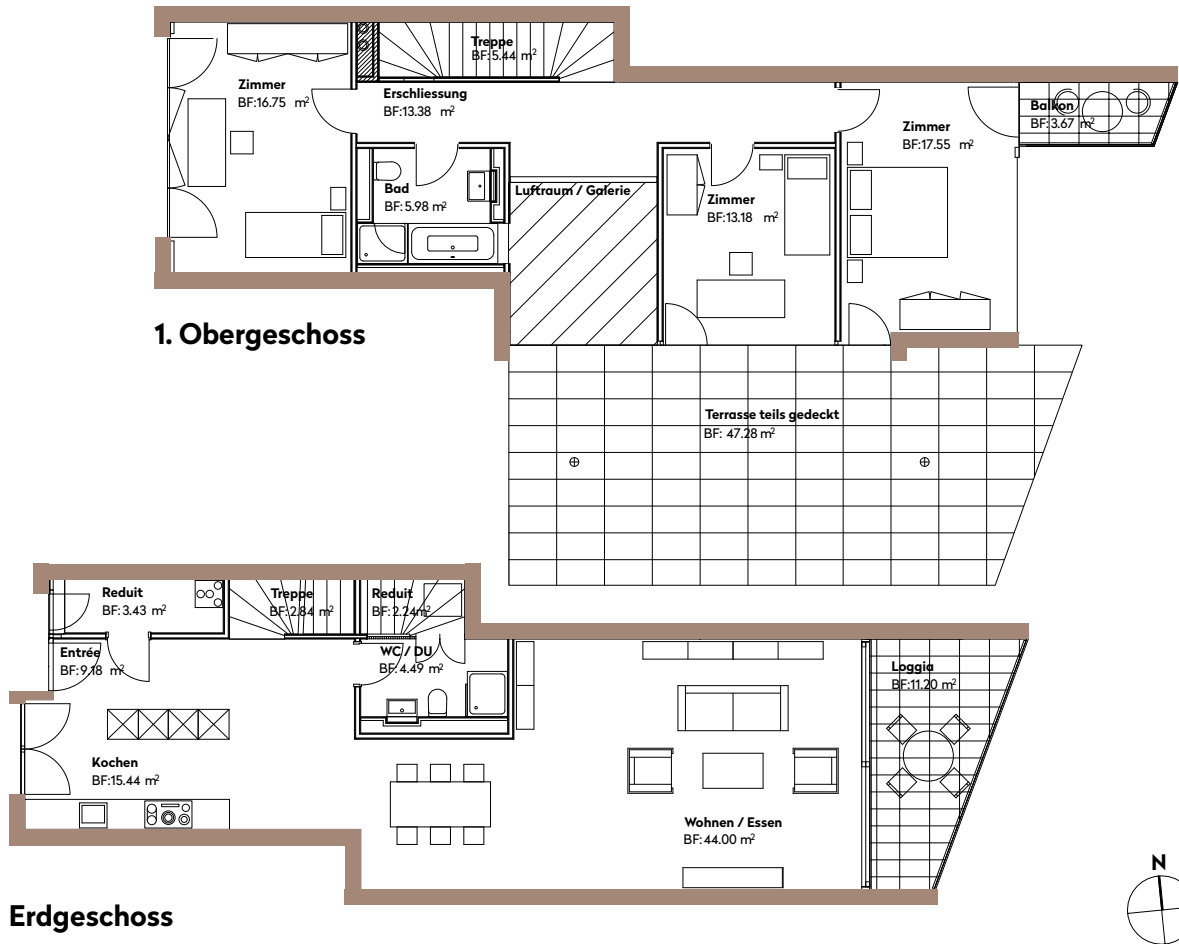 Treppe
BF:5.44 m²
Zimmer
BF:16.75 m²
Erschliessung
BF:13.38 m²
Balkon
BF:3.67 m²
Zimmer
BF:17.55 m²
Bad
BF:5.98 m²
Luftraum / Galerie
Zimmer
BF:13.18 m²
1. Obergeschoss
Terrasse teils gedeckt
BF: 47.28 m²
Reduit
BF:3.43 m²
Treppe
BF:2.84 m²
Reduit
BF:2.24m²
Entrée
BF:9.18 m²
WC / DU
BF:4.49 m²
Loggia
BF:11.20 m²
Kochen
BF:15.44 m²
Wohnen / Essen
BF:44.00 m²
N
Erdgeschoss